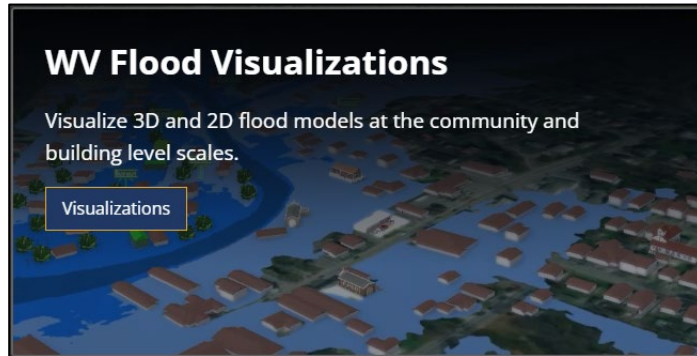 WV Flood Visualizations
Visualize 3D and 2D flood models at the community and
building level scales.
Visualizations